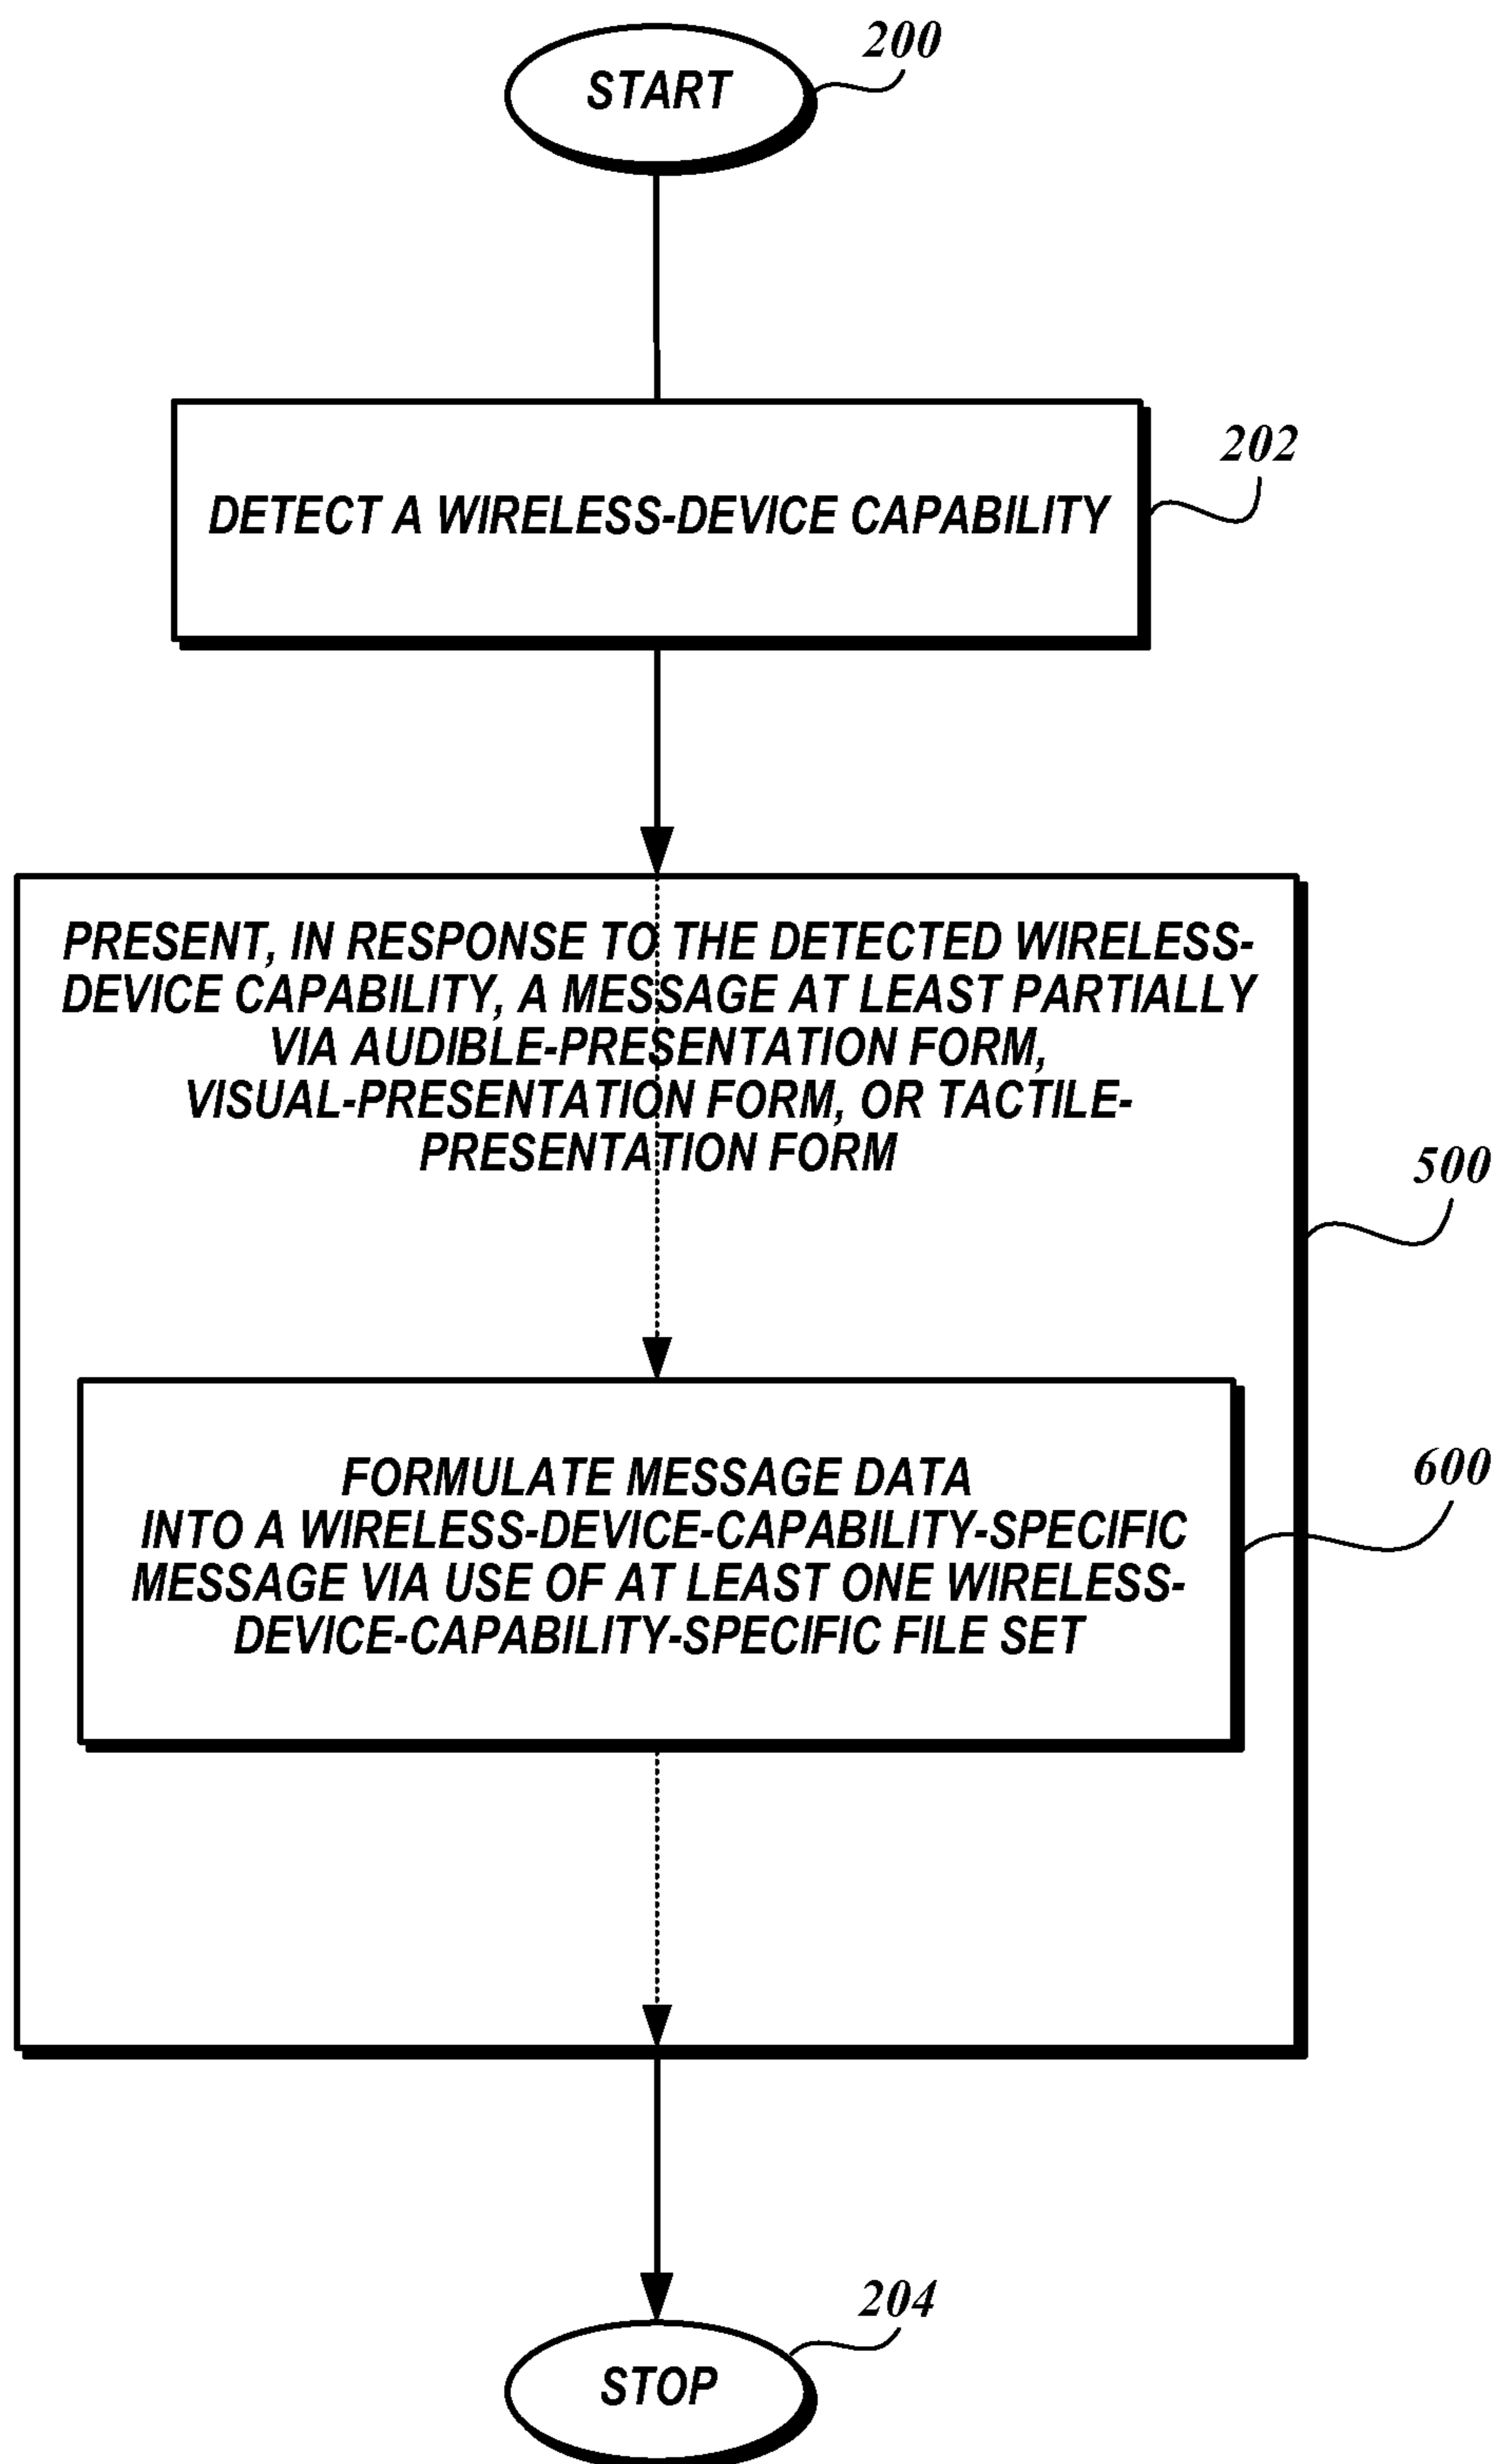 200
START
202
DETECT A WIRELESS-DEVICE CAPABILITY
PRESENT, IN RESPONSE TO THE DETECTED WIRELESS-
DEVICE CAPABILITY, A MESSAGE AT LEAST PARTIALLY
VIA AUDIBLE-PRESENTATION FORM,
VISUAL-PRESENTATION FORM, OR TACTILE-
PRESENTATION FORM
500
600
FORMULATE MESSAGE DATA
INTO A WIRELESS-DEVICE-CAPABILITY-SPECIFIC
MESSAGE VIA USE OF AT LEAST ONE WIRELESS-
DEVICE-CAPABILITY-SPECIFIC FILE SET
204
STOP